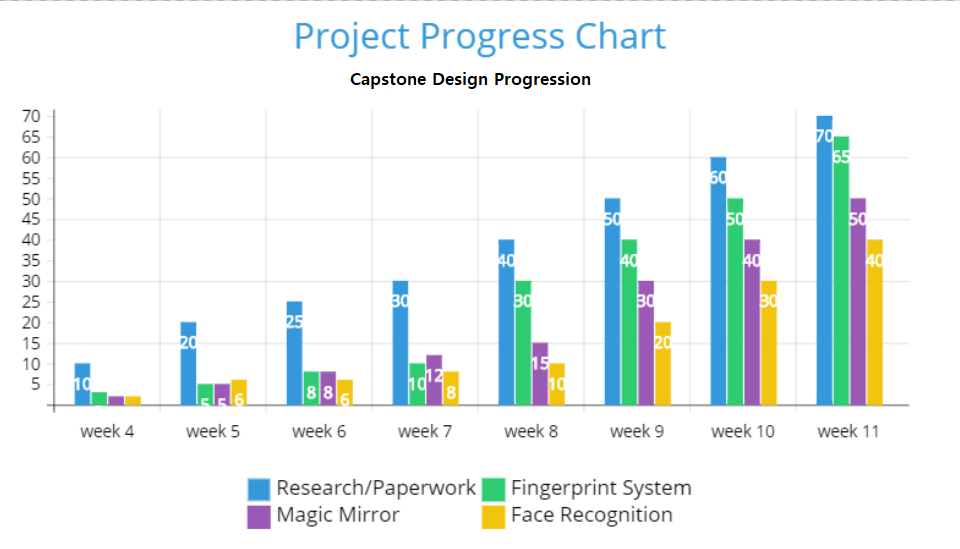 Project Progress Chart
Capstone Design Progression
70
65
60
55
50
45
40
35
30
25
20
15
10
5
10
20 5 5 6
25 8 8 6
30 10 12 8
40 30 15 10
50 40 30 20
60 50 40 30
70 65 50 40
week 4 week 5 week 6 week 7 week 8 week 9 week 10 week 11
Research/Paperwork Fingerprint System
Magic Mirror Face Recognition